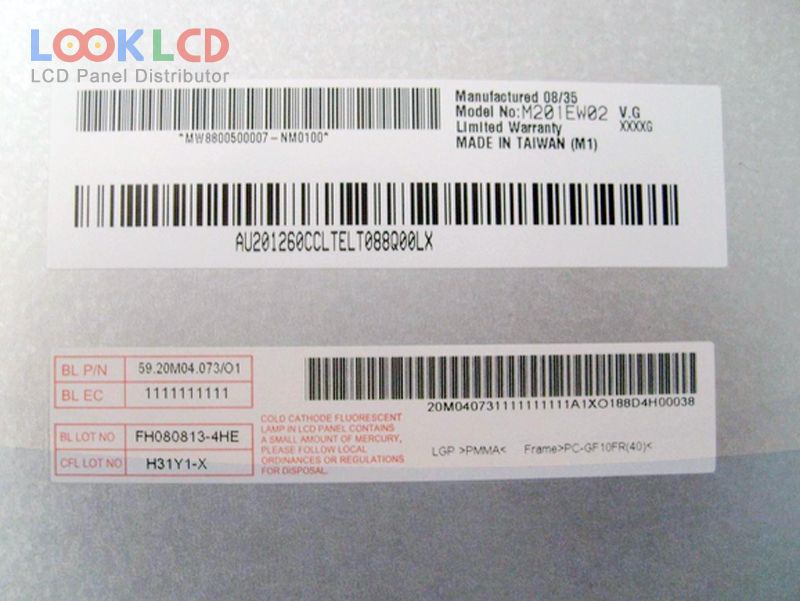 LOOKLCD
LCD Panel Distributor
Manufactured 08/35
Model No:M201EW02 V.G
Limited Warranty XXXXG
MADE IN TAIWAN (M1)
*MW8800500007-NM0100*
AU201260CCLTELT088Q00LX
BL P/N 59.20M04.073/O1
BL EC 1111111111
20M040731111111111A1XO188D4H00038
BL LOT NO FH080813-4HE
CFL LOT NO H31Y1-X
COLD CATHODE FLUORESCENT
LAMP IN LCD PANEL CONTAINS
A SMALL AMOUNT OF MERCURY,
PLEASE FOLLOW LOCAL
ORDINANCES OR REGULATIONS
FOR DISPOSAL.
LGP >PMMA< Frame>PC-GF10FR(40)<